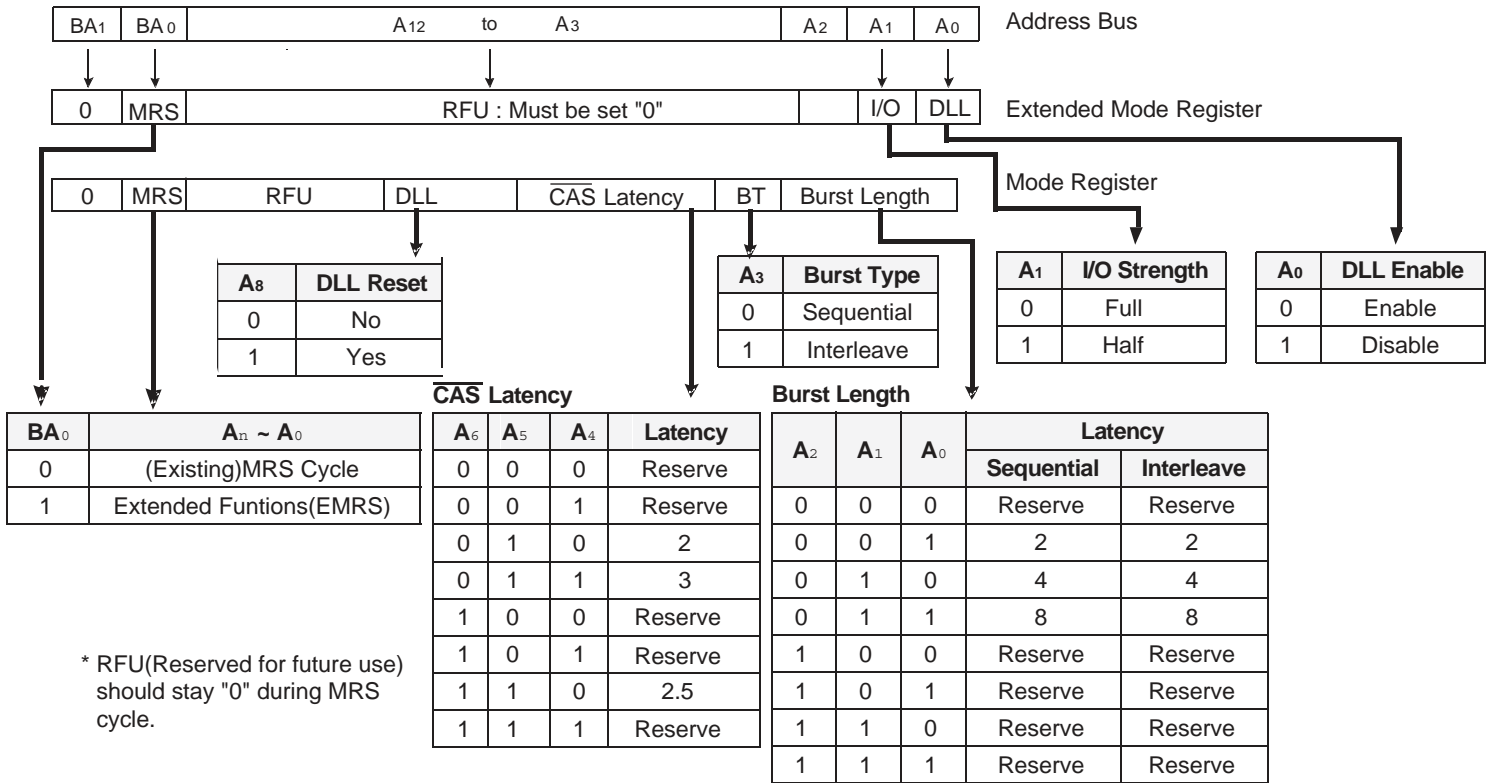 BA1 BA0 A12 to A3 A2 A1 A0 Address Bus
0 MRS RFU : Must be set "0" I/O DLL Extended Mode Register
Mode Register
0 MRS RFU DLL CAS Latency BT Burst Length
A8 DLL Reset
0 No
1 Yes
A3 Burst Type
0 Sequential
1 Interleave
A1 I/O Strength
0 Full
1 Half
A0 DLL Enable
0 Enable
1 Disable
BA0 An ~ A0
0 (Existing)MRS Cycle
1 Extended Funtions(EMRS)
* RFU(Reserved for future use)
should stay "0" during MRS
cycle.
CAS Latency
A6 A5 A4 Latency
0 0 0 Reserve
0 0 1 Reserve
0 1 0 2
0 1 1 3
1 0 0 Reserve
1 0 1 Reserve
1 1 0 2.5
1 1 1 Reserve
Burst Length
A2 A1 A0 Latency
Sequential Interleave
0 0 0 Reserve Reserve
0 0 1 2 2
0 1 0 4 4
0 1 1 8 8
1 0 0 Reserve Reserve
1 0 1 Reserve Reserve
1 1 0 Reserve Reserve
1 1 1 Reserve Reserve